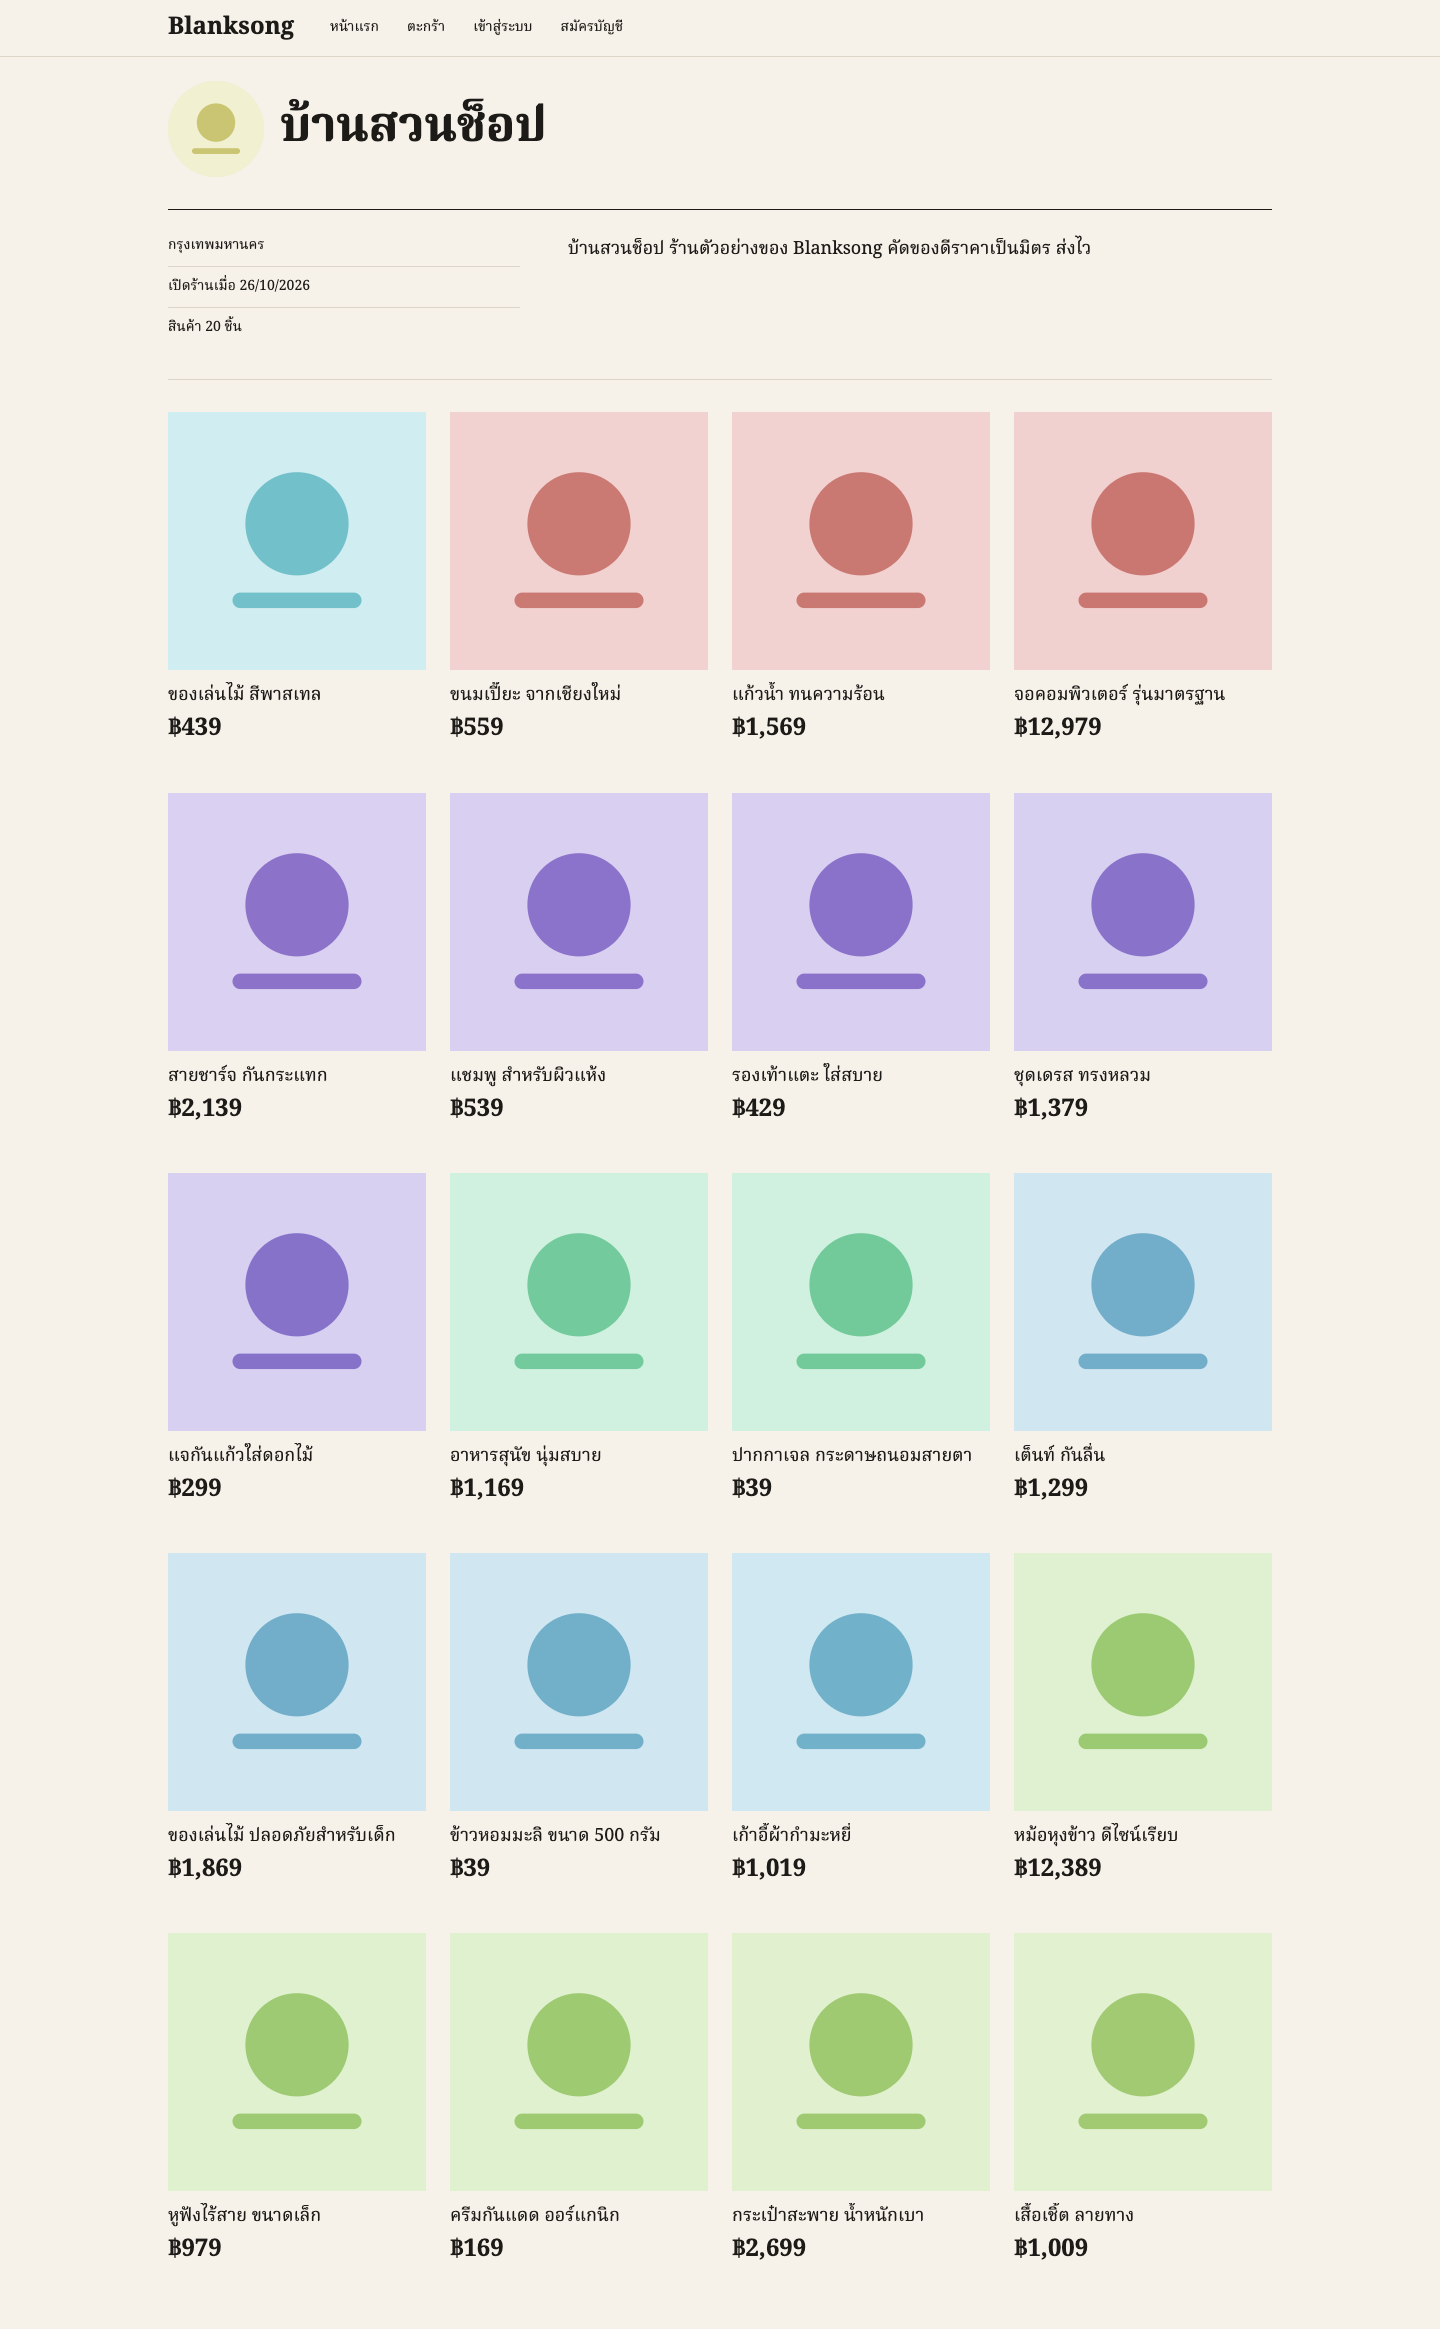 Blanksong
หน้าแรก
ตะกร้า
เข้าสู่ระบบ
สมัครบัญชี
บ้านสวนช็อป
กรุงเทพมหานคร
เปิดร้านเมื่อ 26/10/2026
สินค้า 20 ชิ้น
บ้านสวนช็อป ร้านตัวอย่างของ Blanksong คัดของดีราคาเป็นมิตร ส่งไว
ของเล่นไม้ สีพาสเทล
฿439
ขนมเปี๊ยะ จากเชียงใหม่
฿559
แก้วน้ำ ทนความร้อน
฿1,569
จอคอมพิวเตอร์ รุ่นมาตรฐาน
฿12,979
สายชาร์จ กันกระแทก
฿2,139
แชมพู สำหรับผิวแห้ง
฿539
รองเท้าแตะ ใส่สบาย
฿429
ชุดเดรส ทรงหลวม
฿1,379
แจกันแก้วใส่ดอกไม้
฿299
อาหารสุนัข นุ่มสบาย
฿1,169
ปากกาเจล กระดาษถนอมสายตา
฿39
เต็นท์ กันลื่น
฿1,299
ของเล่นไม้ ปลอดภัยสำหรับเด็ก
฿1,869
ข้าวหอมมะลิ ขนาด 500 กรัม
฿39
เก้าอี้ผ้ากำมะหยี่
฿1,019
หม้อหุงข้าว ดีไซน์เรียบ
฿12,389
หูฟังไร้สาย ขนาดเล็ก
฿979
ครีมกันแดด ออร์แกนิก
฿169
กระเป๋าสะพาย น้ำหนักเบา
฿2,699
เสื้อเชิ้ต ลายทาง
฿1,009